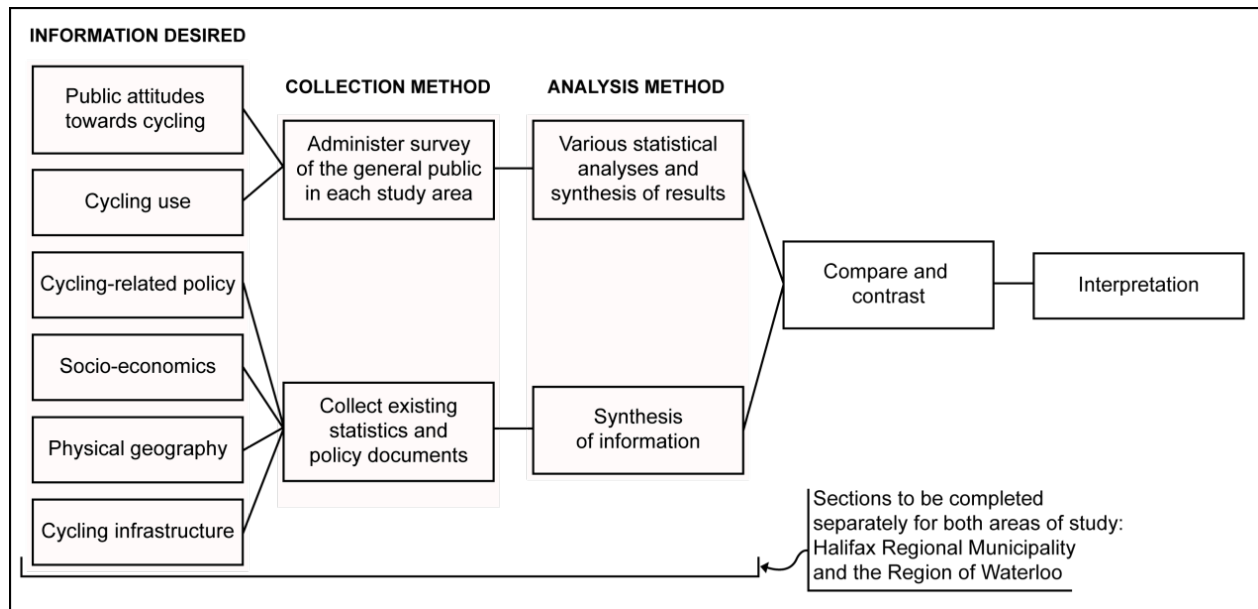 INFORMATION DESIRED
Public attitudes
towards cycling
Cycling use
Cycling-related policy
Socio-economics
Physical geography
Cycling infrastructure
COLLECTION METHOD
Administer survey
of the general public
in each study area
Collect existing
statistics and
policy documents
ANALYSIS METHOD
Various statistical
analyses and
synthesis of results
Synthesis
of information
Compare and
contrast
Interpretation
Sections to be completed
separately for both areas of study:
Halifax Regional Municipality
and the Region of Waterloo